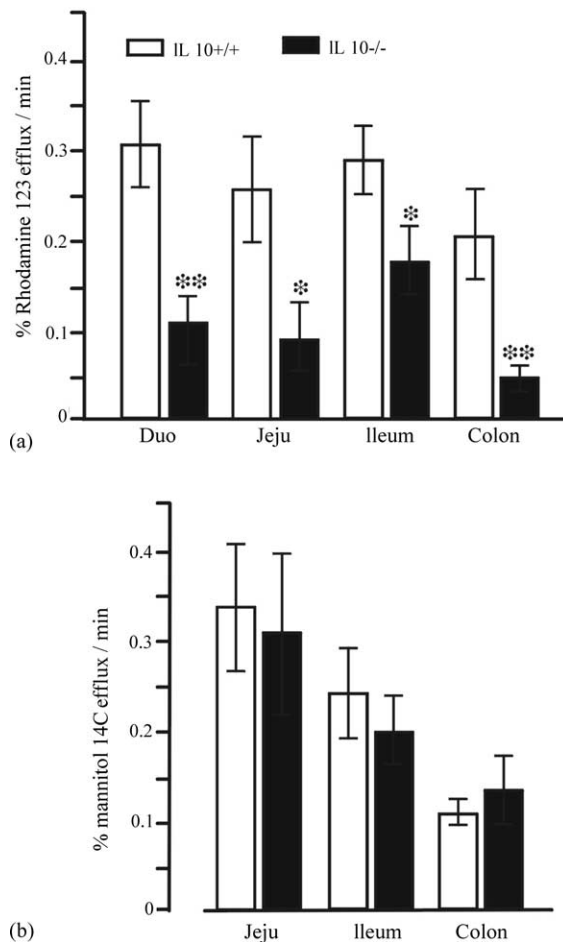 IL 10+/+ IL 10-/-
0.4
0.3
0.2
0.1
0
% Rhodamine 123 efflux / min
** * * **
Duo Jeju Ileum Colon
(a)
0.4
0.3
0.2
0.1
0
% mannitol 14C efflux / min
Jeju Ileum Colon
(b)